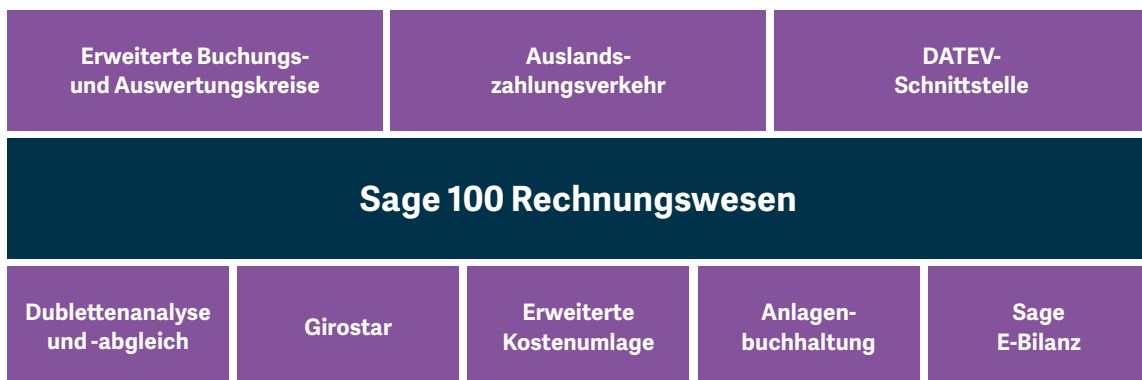 Erweiterte Buchungs-
und Auswertungskreise
Auslands-
zahlungsverkehr
DATEV-
Schnittstelle
Sage 100 Rechnungswesen
Dublettenanalyse
und -abgleich
Girostar
Erweiterte
Kostenumlage
Anlagen-
buchhaltung
Sage
E-Bilanz